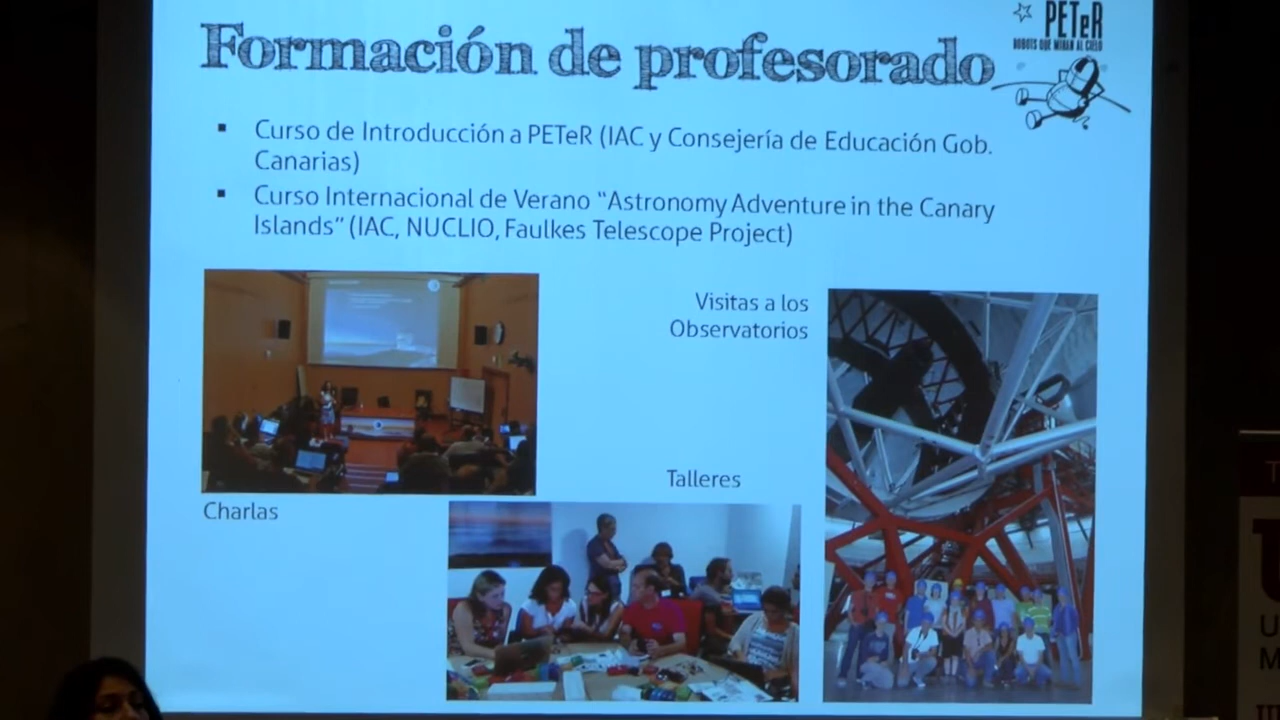 Formación de profesorado
PETeR
ROBOTS QUE MIRAN AL CIELO
▪ Curso de Introducción a PETeR (IAC y Consejería de Educación Gob.
Canarias)
▪ Curso Internacional de Verano "Astronomy Adventure in the Canary
Islands" (IAC, NUCLIO, Faulkes Telescope Project)
Visitas a los
Observatorios
Talleres
Charlas